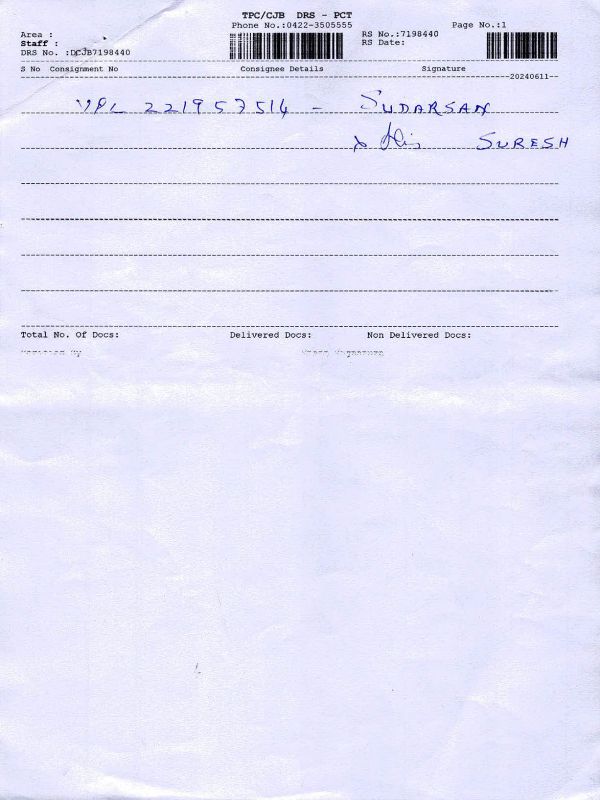 TPC/CJB DRS - PCT
Phone No.:0422-3505555 Page No.:1
Area : RS No.:7198440
Staff : RS Date:
DRS No. :DCJB7198440
S No Consignment No Consignee Details Signature
20240611
VPL 221957514 - SUDARSAN
SURESH
Total No. Of Docs: Delivered Docs: Non Delivered Docs: